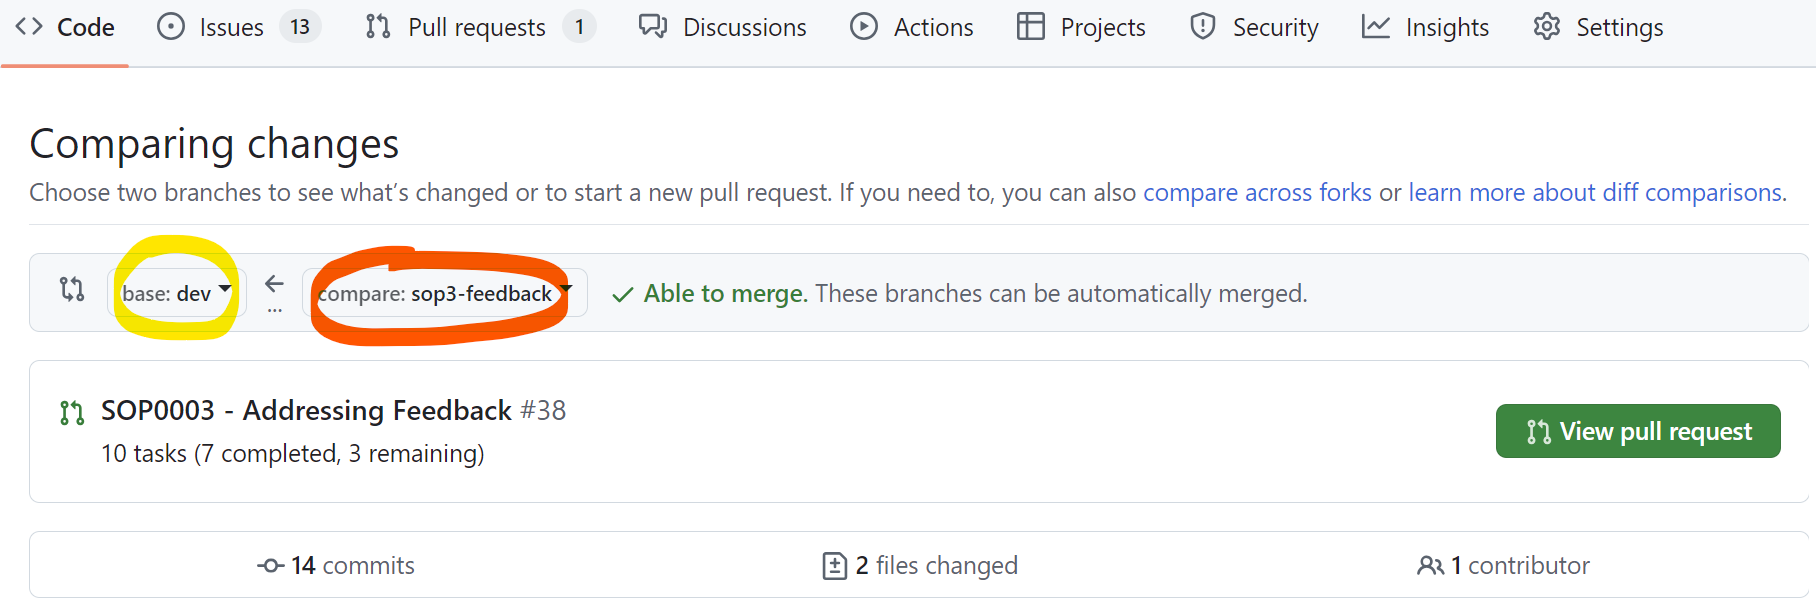 Code Issues 13 Pull requests 1 Discussions Actions Projects Security Insights Settings
Comparing changes
Choose two branches to see what's changed or to start a new pull request. If you need to, you can also compare across forks or learn more about diff comparisons.
base: dev ... compare: sop3-feedback Able to merge. These branches can be automatically merged.
SOP0003 - Addressing Feedback #38
10 tasks (7 completed, 3 remaining)
View pull request
14 commits 2 files changed 1 contributor